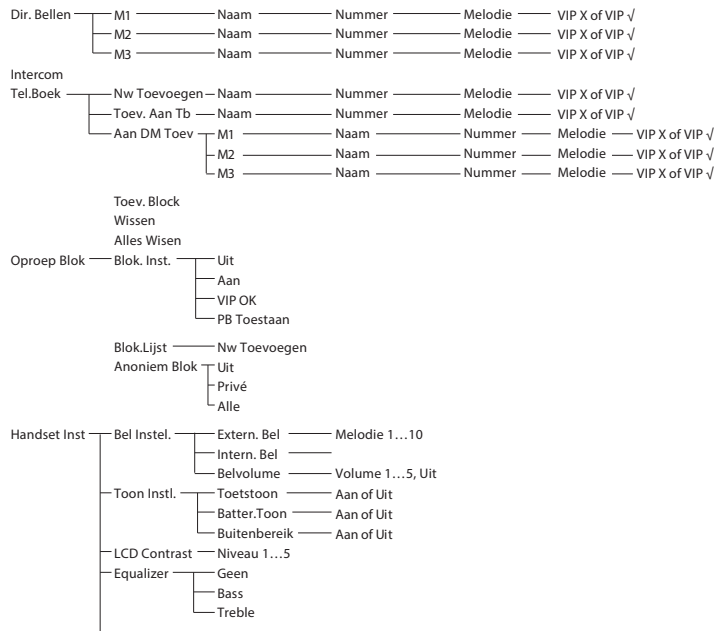 Dir. Bellen M1 Naam Nummer Melodie VIP X of VIP √
M2 Naam Nummer Melodie VIP X of VIP √
M3 Naam Nummer Melodie VIP X of VIP √
Intercom
Tel.Boek Nw Toevoegen Naam Nummer Melodie VIP X of VIP √
Toev. Aan Tb Naam Nummer Melodie VIP X of VIP √
Aan DM Toev M1 Naam Nummer Melodie VIP X of VIP √
M2 Naam Nummer Melodie VIP X of VIP √
M3 Naam Nummer Melodie VIP X of VIP √
Toev. Block
Wissen
Alles Wisen
Oproep Blok Blok. Inst. Uit
Aan
VIP OK
PB Toestaan
Blok.Lijst Nw Toevoegen
Anoniem Blok Uit
Privé
Alle
Handset Inst Bel Instel. Extern. Bel Melodie 1…10
Intern. Bel
Belvolume Volume 1…5, Uit
Toon Instl. Toetstoon Aan of Uit
Batter.Toon Aan of Uit
Buitenbereik Aan of Uit
LCD Contrast Niveau 1…5
Equalizer Geen
Bass
Treble